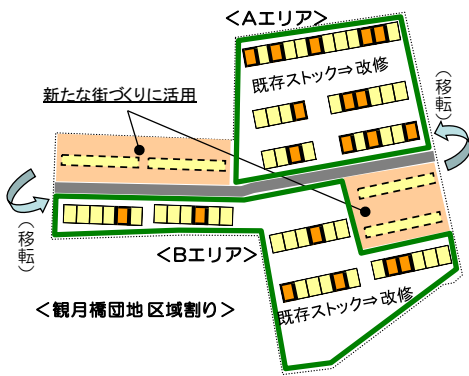 ＜Aエリア＞
既存ストック⇒改修
新たな街づくりに活用
（移転）
（移転）
＜Bエリア＞
＜観月橋団地 区域割り＞
既存ストック⇒改修